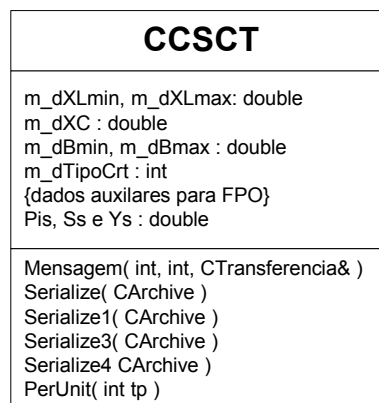 CCSCT
m_dXLmin, m_dXLmax: double
m_dXC : double
m_dBmin, m_dBmax : double
m_dTipoCrt : int
{dados auxilares para FPO}
Pis, Ss e Ys : double
Mensagem( int, int, CTransferencia& )
Serialize( CArchive )
Serialize1( CArchive )
Serialize3( CArchive )
Serialize4 CArchive )
PerUnit( int tp )